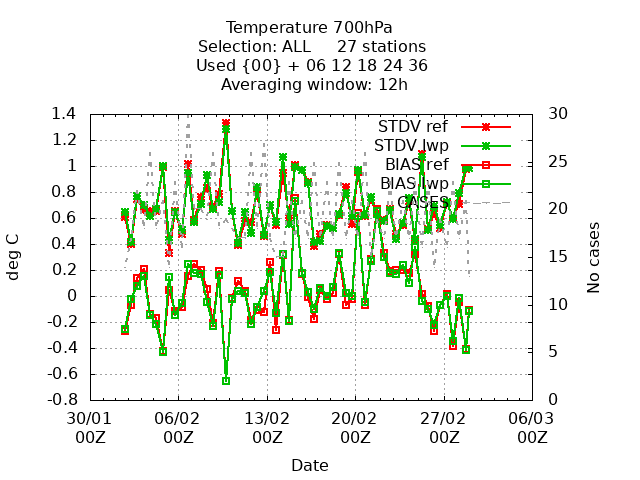 Temperature 700hPa
Selection: ALL 27 stations
Used {00} + 06 12 18 24 36
Averaging window: 12h
1.4
1.2
1
0.8
0.6
0.4
0.2
0
-0.2
-0.4
-0.6
-0.8
deg C
30
25
20
15
10
5
0
No cases
STDV ref
STDV lwp
BIAS ref
BIAS lwp
CASES
30/01 06/02 13/02 20/02 27/02 06/03
00Z 00Z 00Z 00Z 00Z 00Z
Date